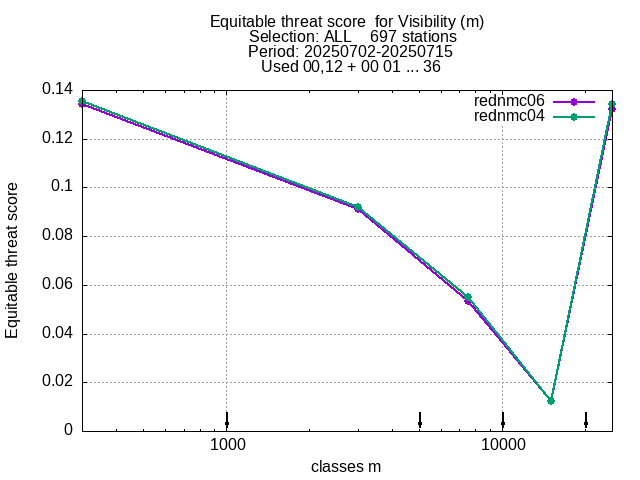 Equitable threat score  for Visibility (m)
Selection: ALL    697 stations
Period: 20250702-20250715
Used 00,12 + 00 01 ... 36
rednmc06
rednmc04
0.14
0.12
0.1
0.08
0.06
0.04
0.02
0
Equitable threat score
1000 10000
classes m